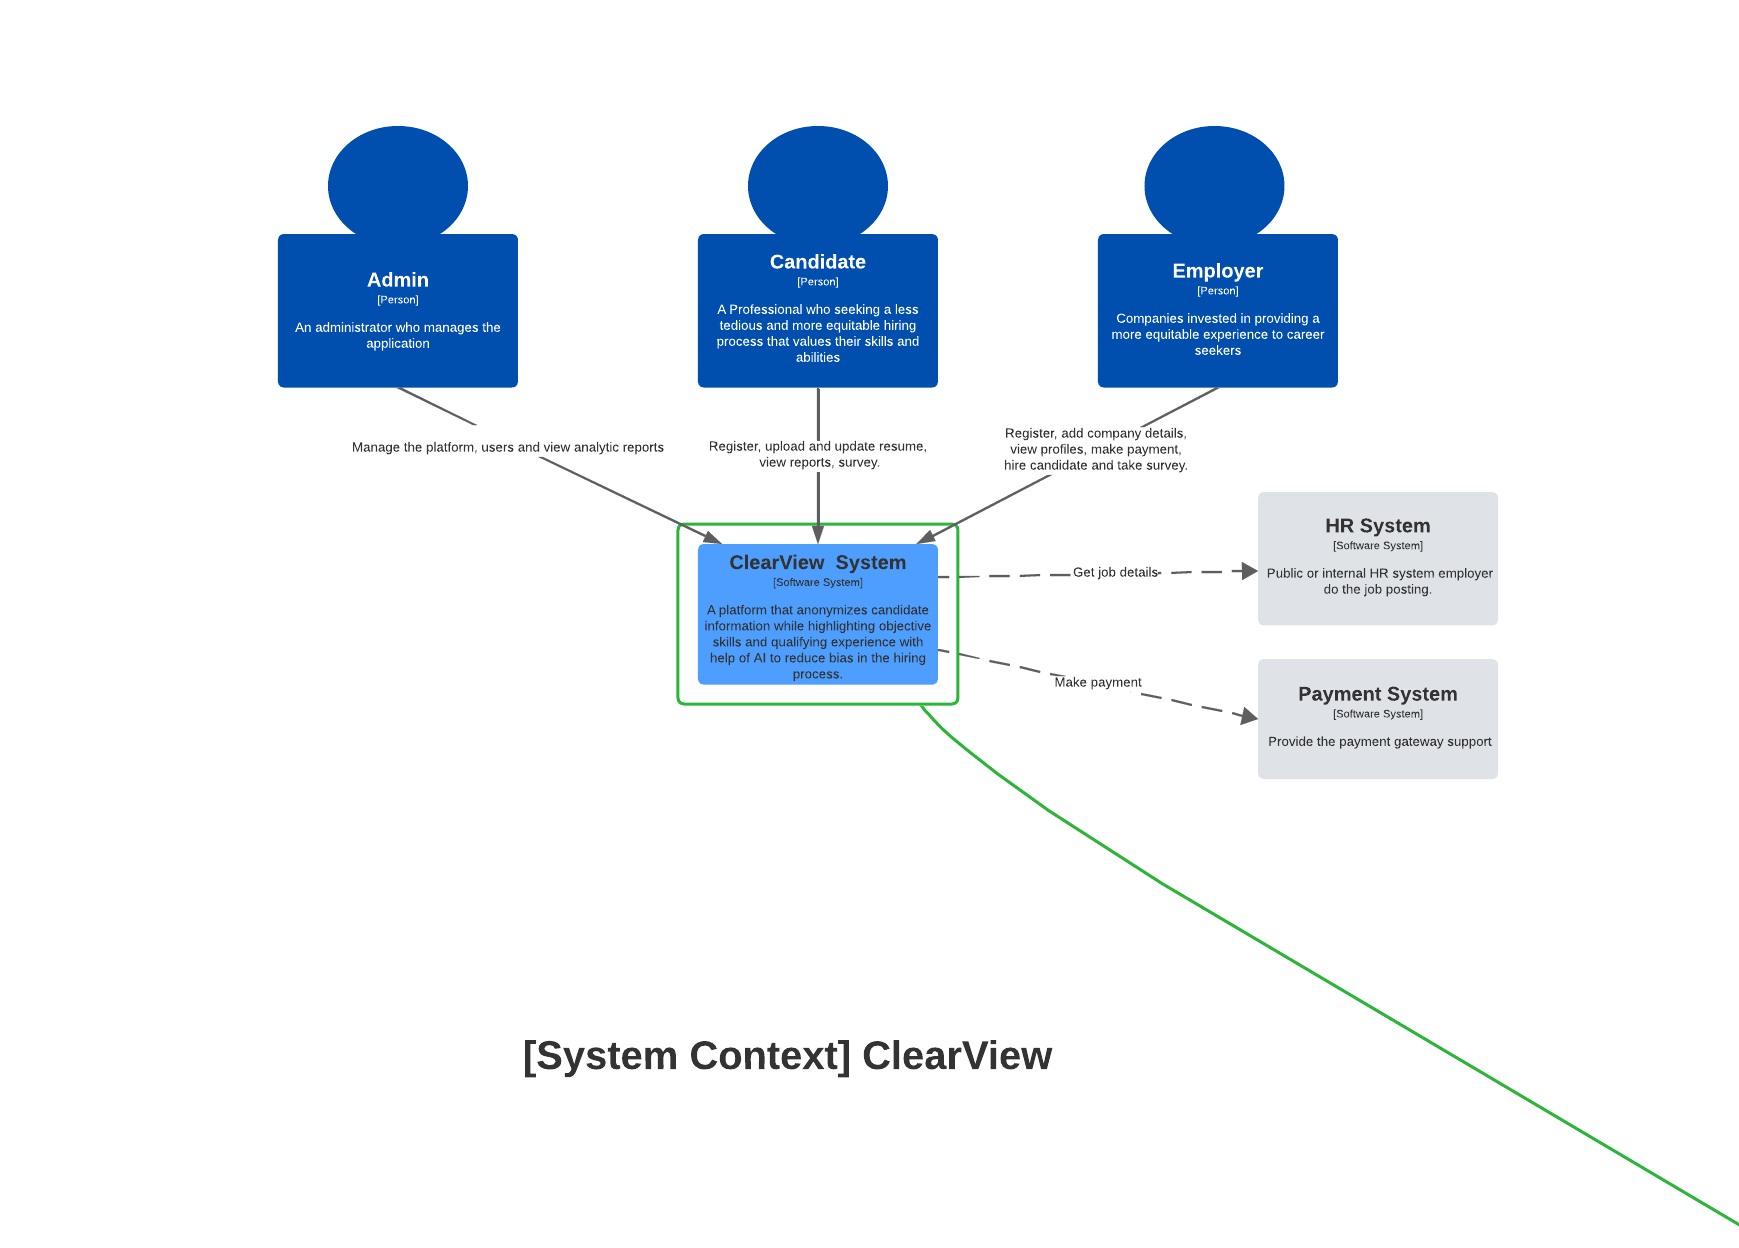 Admin
[Person]
An administrator who manages the
application
Candidate
[Person]
A Professional who seeking a less
tedious and more equitable hiring
process that values their skills and
abilities
Employer
[Person]
Companies invested in providing a
more equitable experience to career
seekers
Manage the platform, users and view analytic reports
Register, upload and update resume,
view reports, survey.
Register, add company details,
view profiles, make payment,
hire candidate and take survey.
ClearView  System
[Software System]
A platform that anonymizes candidate
information while highlighting objective
skills and qualifying experience with
help of AI to reduce bias in the hiring
process.
Get job details
HR System
[Software System]
Public or internal HR system employer
do the job posting.
Make payment
Payment System
[Software System]
Provide the payment gateway support
[System Context] ClearView